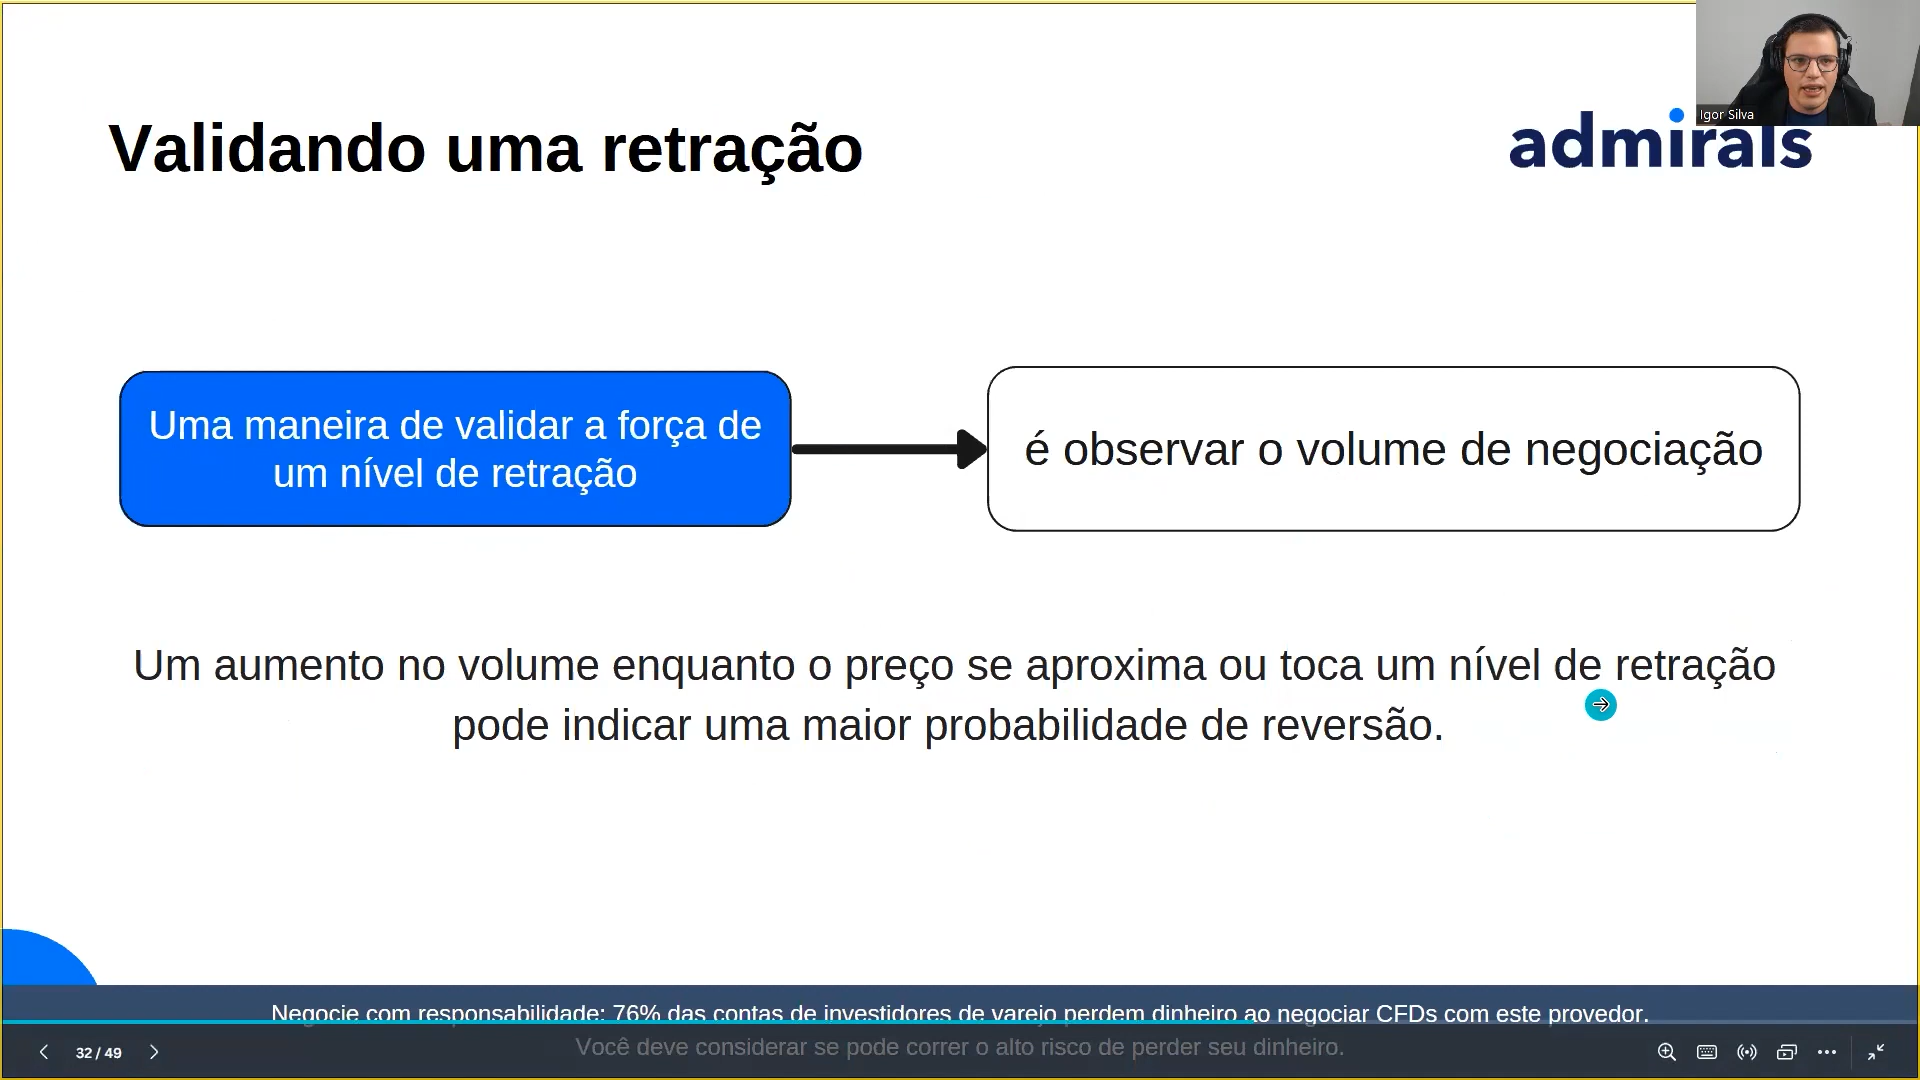 Validando uma retração
admirals
Igor Silva
Uma maneira de validar a força de
um nível de retração
é observar o volume de negociação
Um aumento no volume enquanto o preço se aproxima ou toca um nível de retração
pode indicar uma maior probabilidade de reversão.
Negocie com responsabilidade: 76% das contas de investidores de varejo perdem dinheiro ao negociar CFDs com este provedor.
Você deve considerar se pode correr o alto risco de perder seu dinheiro.
32 / 49